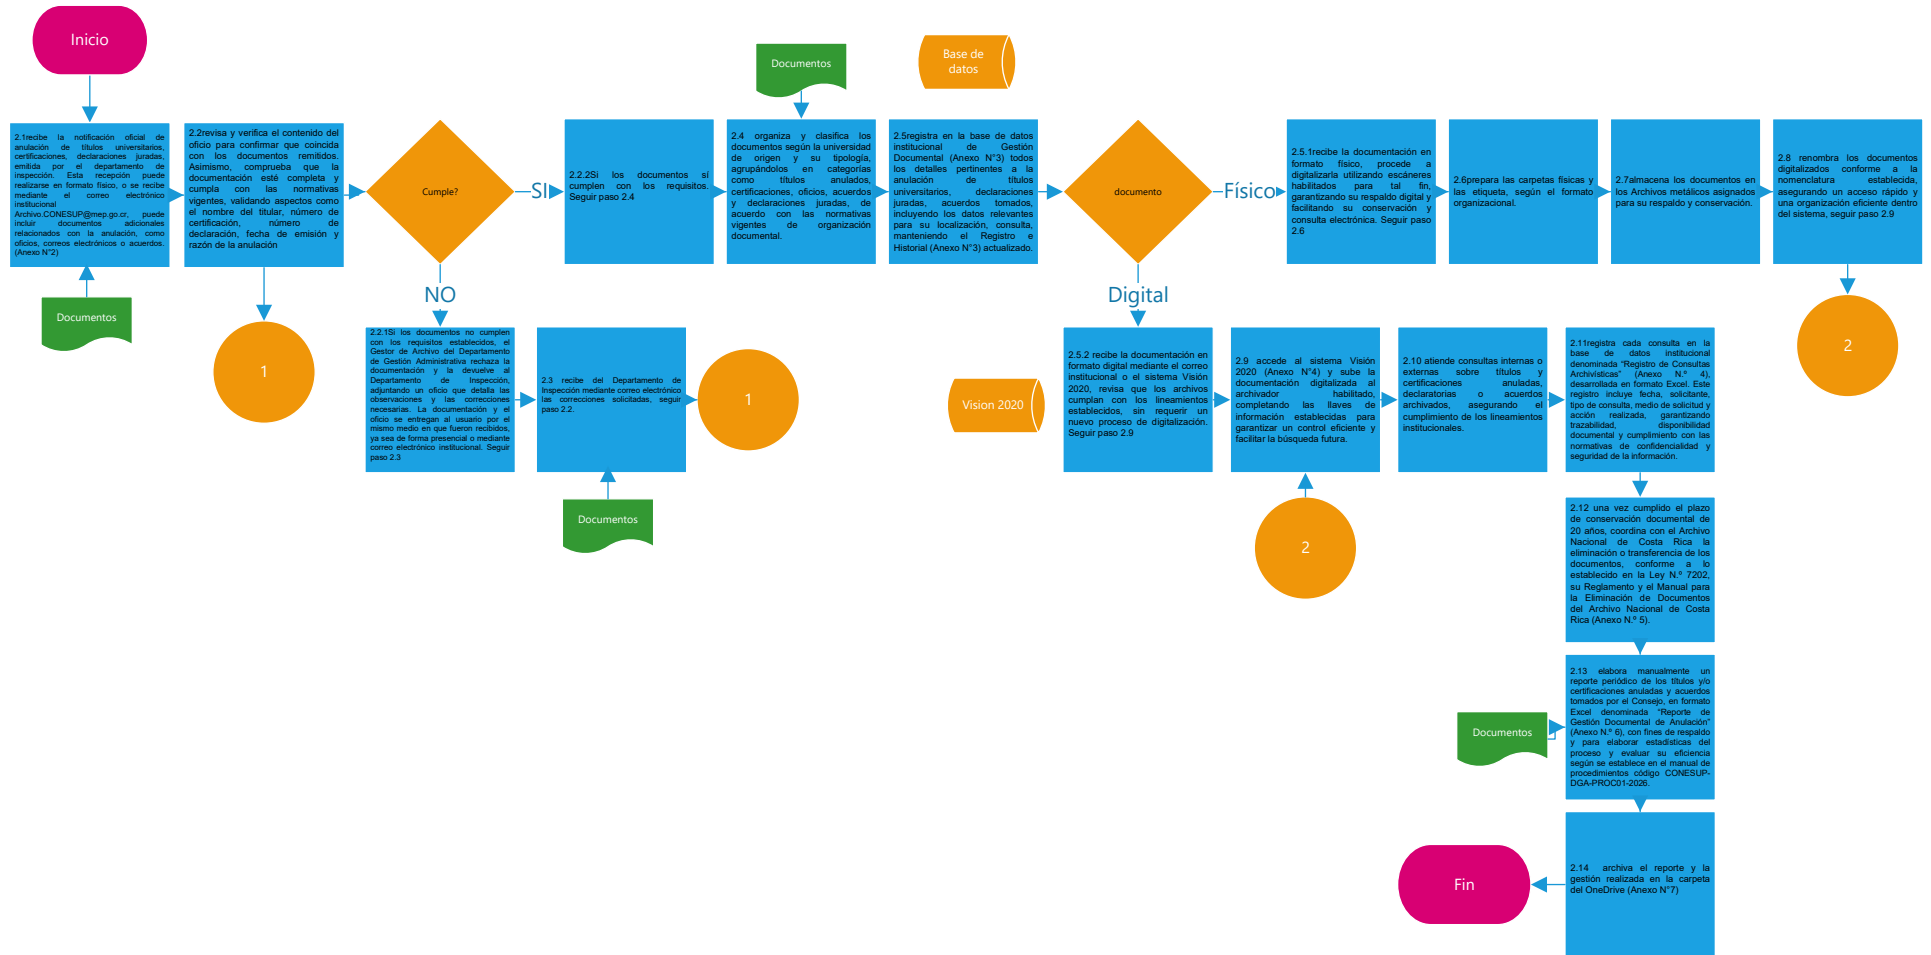 Inicio
Documentos
Base de
datos
2.1recibe la notificación oficial de
anulación de títulos universitarios,
certificaciones, declaraciones juradas,
emitida por el departamento de
inspección. Esta recepción puede
realizarse en formato físico, o se recibe
mediante el correo electrónico
institucional
Archivo.CONESUP@mep.go.cr, puede
incluir documentos adicionales
relacionados con la anulación, como
oficios, correos electrónicos o acuerdos.
(Anexo N°2)
2.2revisa y verifica el contenido del
oficio para confirmar que coincida
con los documentos remitidos.
Asimismo, comprueba que la
documentación esté completa y
cumpla con las normativas
vigentes, validando aspectos como
el nombre del titular, número de
certificación, número de
declaración, fecha de emisión y
razón de la anulación
Cumple?
SI
2.2.2Si los documentos sí
cumplen con los requisitos.
Seguir paso 2.4
2.4 organiza y clasifica los
documentos según la universidad
de origen y su tipología,
agrupándolos en categorías
como títulos anulados,
certificaciones, oficios, acuerdos
y declaraciones juradas, de
acuerdo con las normativas
vigentes de organización
documental.
2.5registra en la base de datos
institucional de Gestión
Documental (Anexo N°3) todos
los detalles pertinentes a la
anulación de títulos
universitarios, declaraciones
juradas, acuerdos tomados,
incluyendo los datos relevantes
para su localización, consulta,
manteniendo el Registro e
Historial (Anexo N°3) actualizado.
documento
Físico
2.5.1recibe la documentación en
formato físico, procede a
digitalizarla utilizando escáneres
habilitados para tal fin,
garantizando su respaldo digital y
facilitando su conservación y
consulta electrónica. Seguir paso
2.6
2.6prepara las carpetas físicas y
las etiqueta, según el formato
organizacional.
2.7almacena los documentos en
los Archivos metálicos asignados
para su respaldo y conservación.
2.8 renombra los documentos
digitalizados conforme a la
nomenclatura establecida,
asegurando un acceso rápido y
una organización eficiente dentro
del sistema, seguir paso 2.9
NO
Digital
Documentos
1
2.2.1Si los documentos no cumplen
con los requisitos establecidos, el
Gestor de Archivo del Departamento
de Gestión Administrativa rechaza la
documentación y la devuelve al
Departamento de Inspección,
adjuntando un oficio que detalla las
observaciones y las correcciones
necesarias. La documentación y el
oficio se entregan al usuario por el
mismo medio en que fueron recibidos,
ya sea de forma presencial o mediante
correo electrónico institucional. Seguir
paso 2.3
2.3 recibe del Departamento de
Inspección mediante correo electrónico
las correcciones solicitadas, seguir
paso 2.2.
1
Vision 2020
2.5.2 recibe la documentación en
formato digital mediante el correo
institucional o el sistema Visión
2020, revisa que los archivos
cumplan con los lineamientos
establecidos, sin requerir un
nuevo proceso de digitalización.
Seguir paso 2.9
2.9 accede al sistema Visión
2020 (Anexo N°4) y sube la
documentación digitalizada al
archivador habilitado,
completando las llaves de
información establecidas para
garantizar un control eficiente y
facilitar la búsqueda futura.
2.10 atiende consultas internas o
externas sobre títulos y
certificaciones anuladas,
declaratorias o acuerdos
archivados, asegurando el
cumplimiento de los lineamientos
institucionales.
2.11registra cada consulta en la
base de datos institucional
denominada “Registro de Consultas
Archivísticas” (Anexo N.º 4),
desarrollada en formato Excel. Este
registro incluye fecha, solicitante,
tipo de consulta, medio de solicitud y
acción realizada, garantizando
trazabilidad, disponibilidad
documental y cumplimiento con las
normativas de confidencialidad y
seguridad de la información.
2
Documentos
2
2.12 una vez cumplido el plazo
de conservación documental de
20 años, coordina con el Archivo
Nacional de Costa Rica la
eliminación o transferencia de los
documentos, conforme a lo
establecido en la Ley N.º 7202,
su Reglamento y el Manual para
la Eliminación de Documentos
del Archivo Nacional de Costa
Rica (Anexo N.º 5).
Documentos
2.13 elabora manualmente un
reporte periódico de los títulos y/o
certificaciones anuladas y acuerdos
tomados por el Consejo, en formato
Excel denominada “Reporte de
Gestión Documental de Anulación”
(Anexo N.º 6), con fines de respaldo
y para elaborar estadísticas del
proceso y evaluar su eficiencia
según se establece en el manual de
procedimientos código CONESUP-
DGA-PROC01-2026.
Fin
2.14 archiva el reporte y la
gestión realizada en la carpeta
del OneDrive (Anexo N°7)